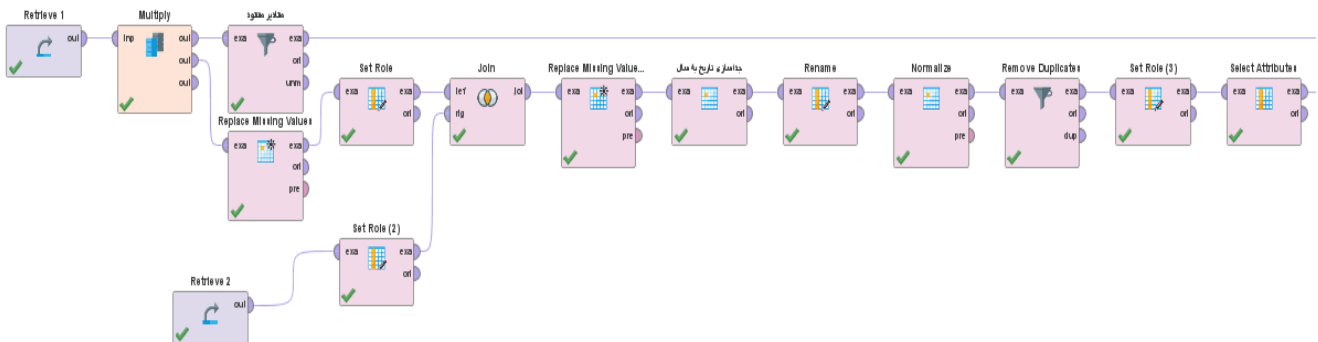 Retrieve 1
out
Multiply
inp
out
out
out
مقادیر مفقود
exa
exa
ori
unm
Replace Missing Values
exa
exa
ori
pre
Set Role
exa
exa
ori
Join
lef
rig
joi
Replace Missing Value...
exa
exa
ori
pre
جداسازی تاریخ به سال
exa
exa
ori
Rename
exa
exa
ori
Normalize
exa
exa
ori
pre
Remove Duplicates
exa
exa
ori
dup
Set Role (3)
exa
exa
ori
Select Attributes
exa
exa
ori
Set Role (2)
exa
exa
ori
Retrieve 2
out